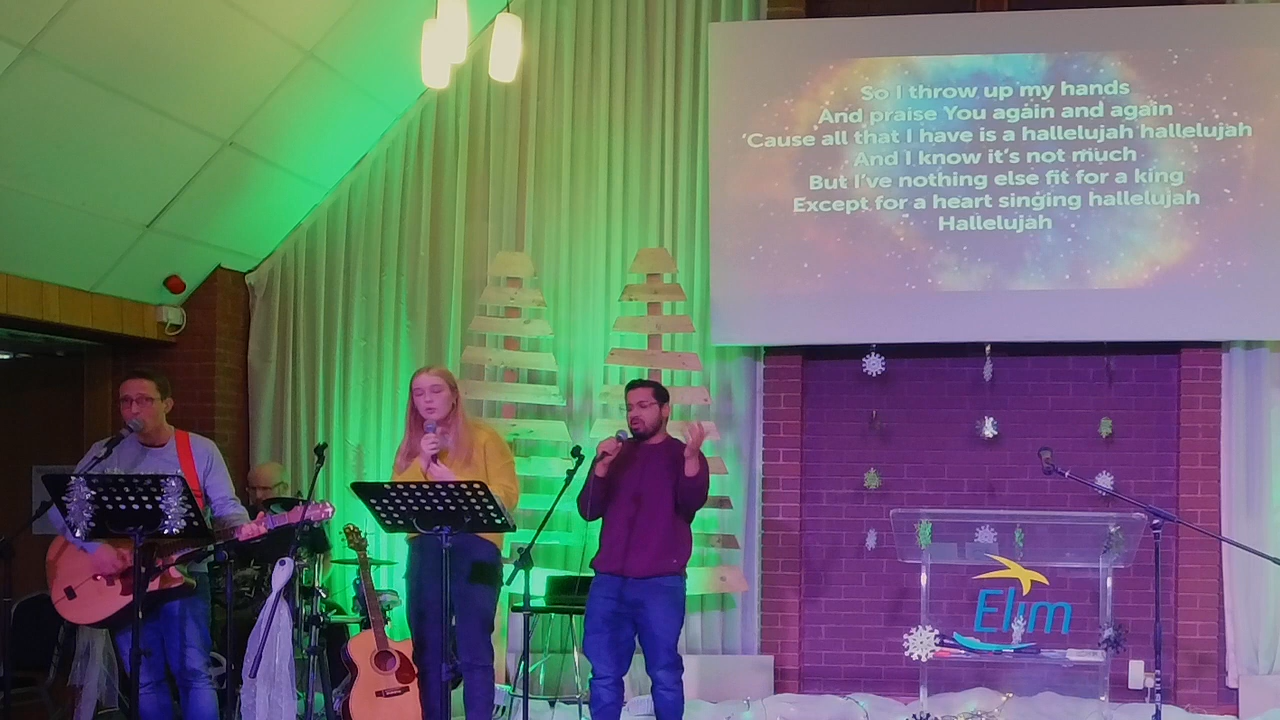 So I throw up my hands
And praise You again and again
‘Cause all that I have is a hallelujah hallelujah
And I know it’s not much
But I’ve nothing else fit for a king
Except for a heart singing hallelujah
Hallelujah
Elim